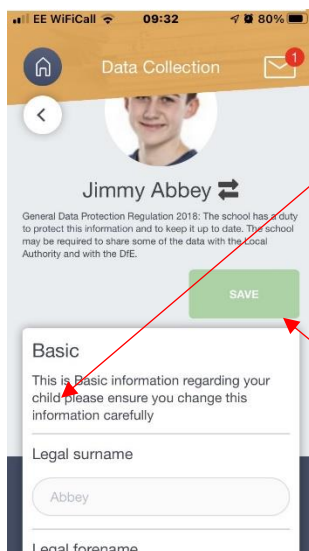 EE WiFiCall 09:32 80%
Data Collection 1
Jimmy Abbey
General Data Protection Regulation 2018: The school has a duty
to protect this information and to keep it up to date. The school
may be required to share some of the data with the Local
Authority and with the DfE.
SAVE
Basic
This is Basic information regarding your
child please ensure you change this
information carefully
Legal surname
Abbey
Legal forename